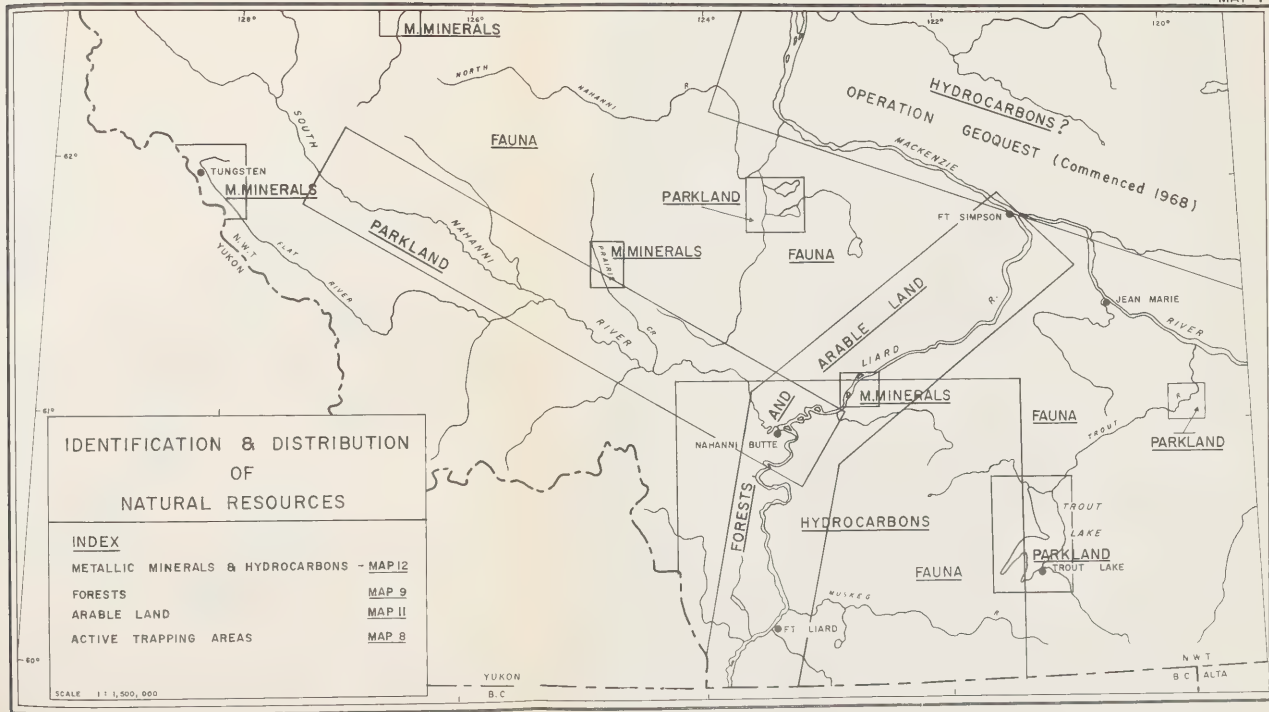 128°
126°
124°
122°
120°
M.MINERALS
NORTH
NAHANNI
R
HYDROCARBONS?
OPERATION GEOQUEST (Commenced 1968)
SOUTH
FAUNA
MACKENZIE
62°
TUNGSTEN
M.MINERALS
PARKLAND
FT SIMPSON
PARKLAND
NAHANNI
M.MINERALS
FAUNA
N.W.T
YUKON
FLAT
RIVER
PRAIRIE
CR
ARABLE LAND
R.
JEAN MARIE
RIVER
RIVER
LIARD
61°
M.MINERALS
AND
FAUNA
TROUT
PARKLAND
NAHANNI BUTTE
IDENTIFICATION & DISTRIBUTION
OF
NATURAL RESOURCES
FORESTS
HYDROCARBONS
TROUT
LAKE
PARKLAND
TROUT LAKE
FAUNA
INDEX
METALLIC MINERALS & HYDROCARBONS - MAP 12
FORESTS MAP 9
ARABLE LAND MAP 11
ACTIVE TRAPPING AREAS MAP 8
MUSKEG
R
FT LIARD
60°
SCALE 1: 1,500,000
YUKON
B.C
N W T
B C ALTA